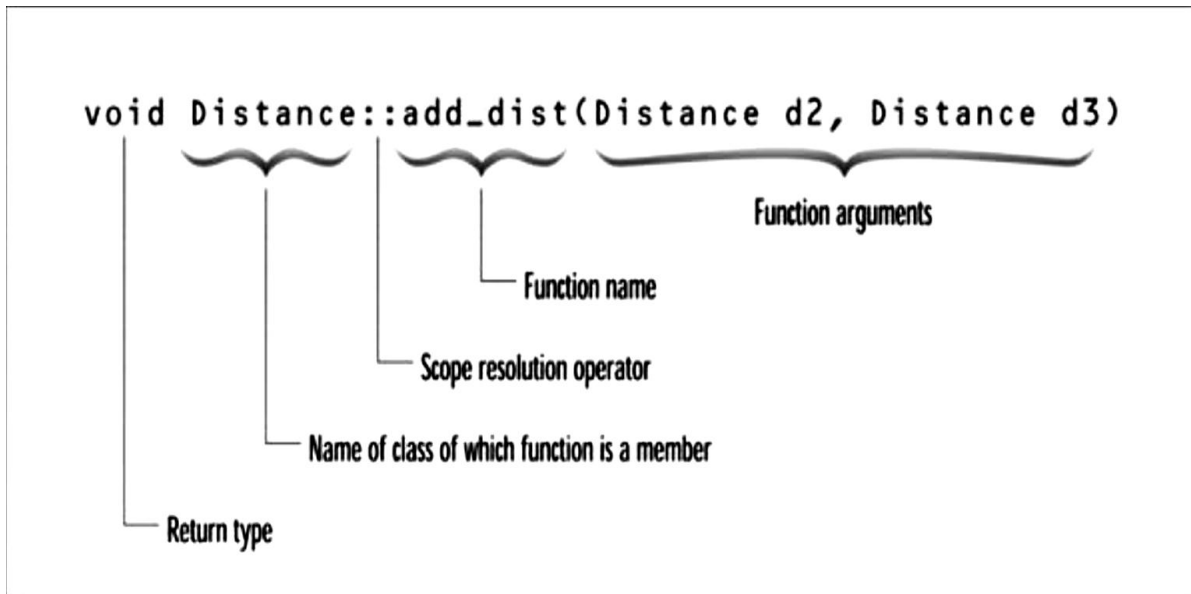 void Distance::add_dist(Distance d2, Distance d3)
Function arguments
Function name
Scope resolution operator
Name of class of which function is a member
Return type